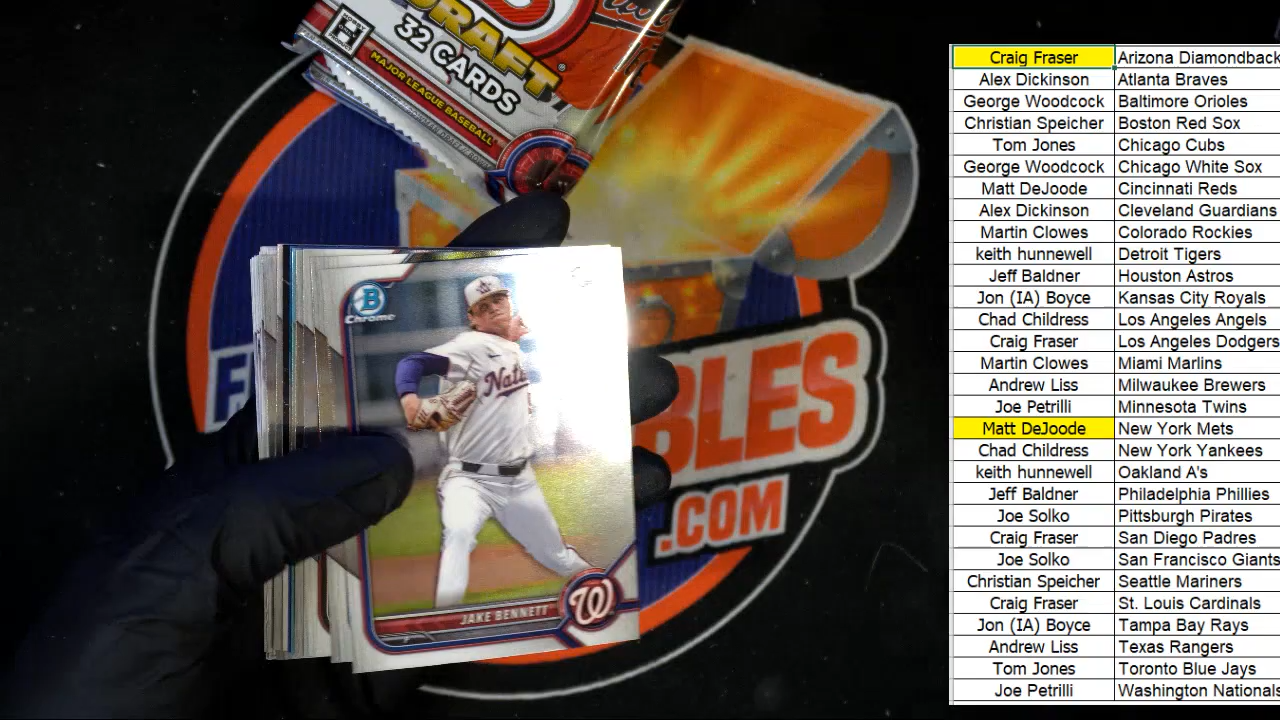 DRAFT
32 CARDS
MAJOR LEAGUE BASEBALL
B
Chrome
Nats
JAKE BENNETT
W
BLES
.COM
Craig Fraser Arizona Diamondback
Alex Dickinson Atlanta Braves
George Woodcock Baltimore Orioles
Christian Speicher Boston Red Sox
Tom Jones Chicago Cubs
George Woodcock Chicago White Sox
Matt DeJoode Cincinnati Reds
Alex Dickinson Cleveland Guardians
Martin Clowes Colorado Rockies
keith hunnewell Detroit Tigers
Jeff Baldner Houston Astros
Jon (IA) Boyce Kansas City Royals
Chad Childress Los Angeles Angels
Craig Fraser Los Angeles Dodgers
Martin Clowes Miami Marlins
Andrew Liss Milwaukee Brewers
Joe Petrilli Minnesota Twins
Matt DeJoode New York Mets
Chad Childress New York Yankees
keith hunnewell Oakland A's
Jeff Baldner Philadelphia Phillies
Joe Solko Pittsburgh Pirates
Craig Fraser San Diego Padres
Joe Solko San Francisco Giants
Christian Speicher Seattle Mariners
Craig Fraser St. Louis Cardinals
Jon (IA) Boyce Tampa Bay Rays
Andrew Liss Texas Rangers
Tom Jones Toronto Blue Jays
Joe Petrilli Washington Nationals